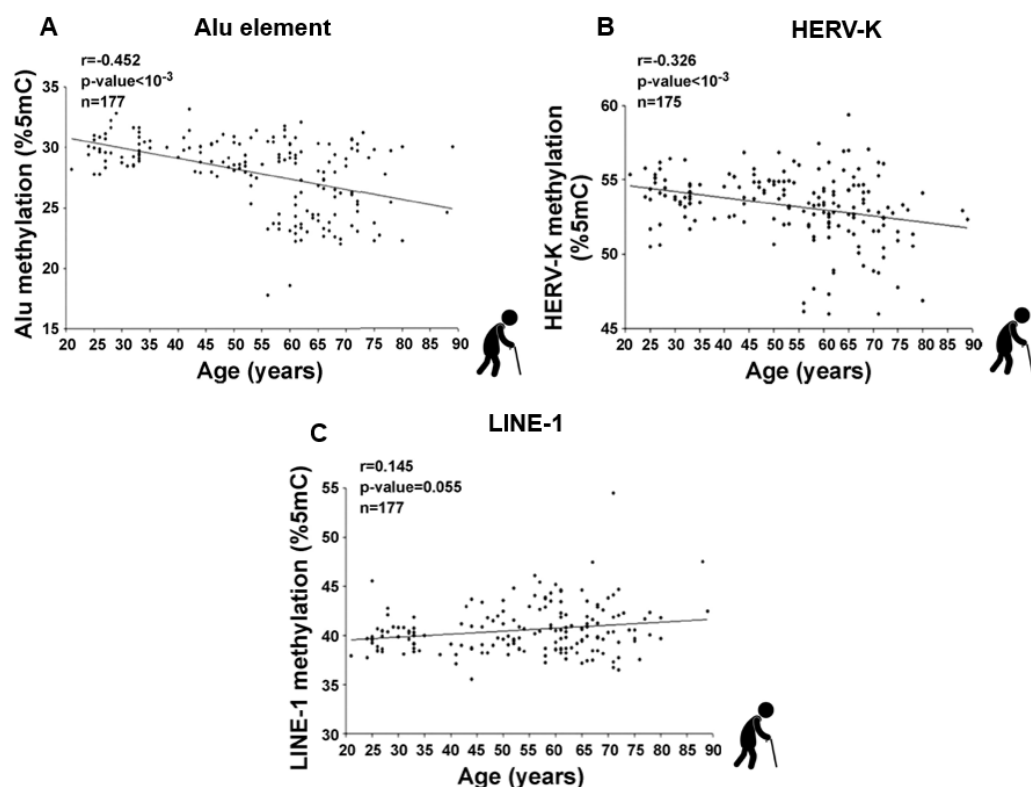 A
Alu element
r=-0.452
p-value<10⁻³
n=177
Alu methylation (%5mC)
35
30
25
20
15
20 25 30 35 40 45 50 55 60 65 70 75 80 85 90
Age (years)
B
HERV-K
r=-0.326
p-value<10⁻³
n=175
HERV-K methylation
(%5mC)
60
55
50
45
20 25 30 35 40 45 50 55 60 65 70 75 80 85 90
Age (years)
C
LINE-1
r=0.145
p-value=0.055
n=177
LINE-1 methylation (%5mC)
55
50
45
40
35
30
20 25 30 35 40 45 50 55 60 65 70 75 80 85 90
Age (years)